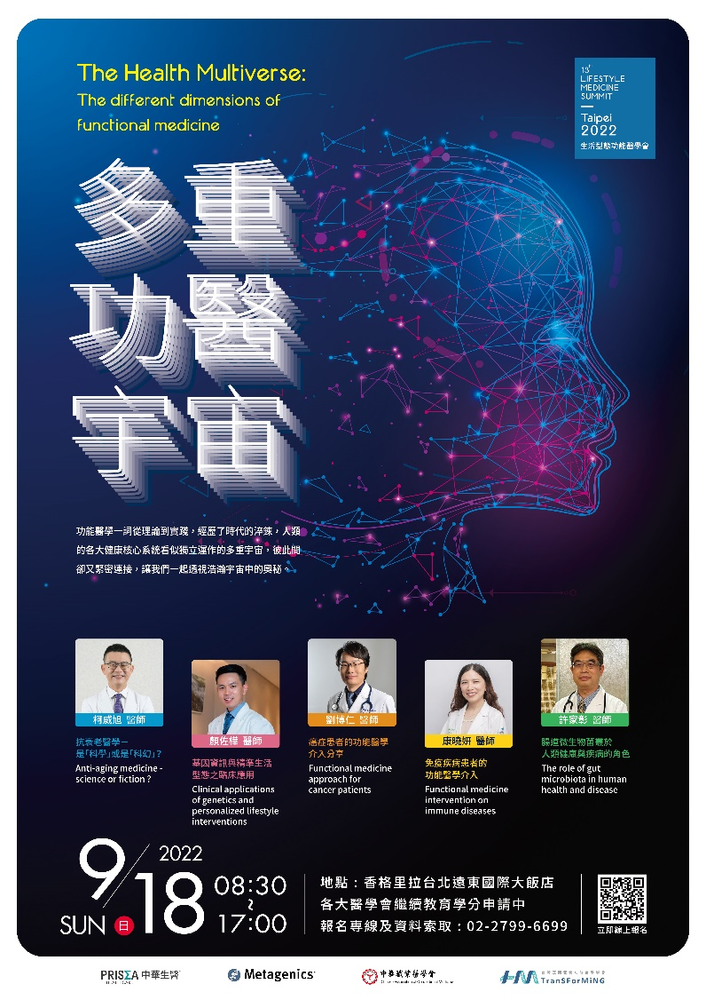 The Health Multiverse:
The different dimensions of
functional medicine
LIFESTYLE
MEDICINE
SUMMIT
Taipei
2022
生活型態功能醫學會
多重
功醫
宇宙
功能醫學一詞從理論到實踐，經歷了時代的淬鍊，人類
的各大健康核心系統看似獨立運作的多重宇宙，彼此間
卻又緊密連接，讓我們一起透視浩瀚宇宙中的奧秘。
柯威旭 醫師
抗衰老醫學－
是「科學」或是「科幻」？
Anti-aging medicine -
science or fiction ?
顏佐樺 醫師
基因資訊與精準生活
型態之臨床應用
Clinical applications
of genetics and
personalized lifestyle
interventions
劉博仁 醫師
癌症患者的功能醫學
介入分享
Functional medicine
approach for
cancer patients
康曉妍 醫師
免疫疾病患者的
功能醫學介入
Functional medicine
intervention on
immune diseases
許家彰 醫師
腸道微生物菌叢於
人類健康與疾病的角色
The role of gut
microbiota in human
health and disease
9/18
2022
SUN 日
08:30
~
17:00
地點：香格里拉台北遠東國際大飯店
各大醫學會繼續教育學分申請中
報名專線及資料索取：02-2799-6699
立即線上報名
PRISEA 中華生醫
Metagenics
中華職業醫學會
HM TranSForMiNG